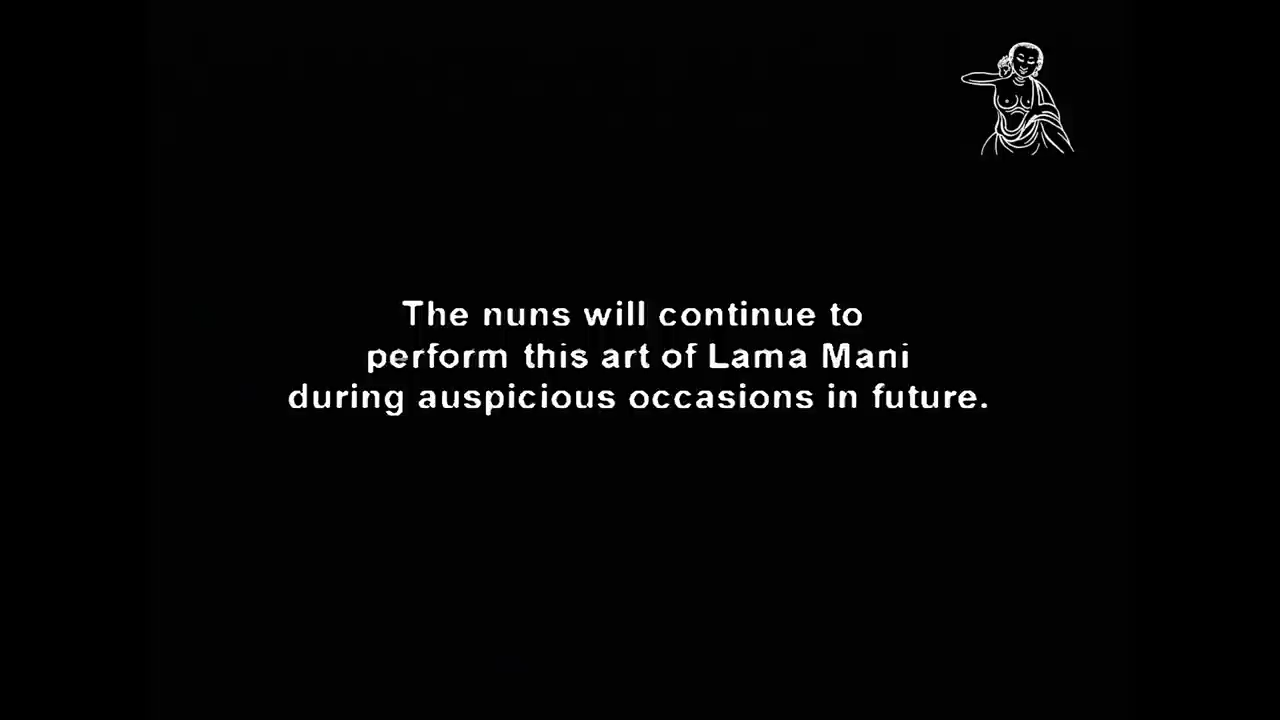 The nuns will continue to
perform this art of Lama Mani
during auspicious occasions in future.